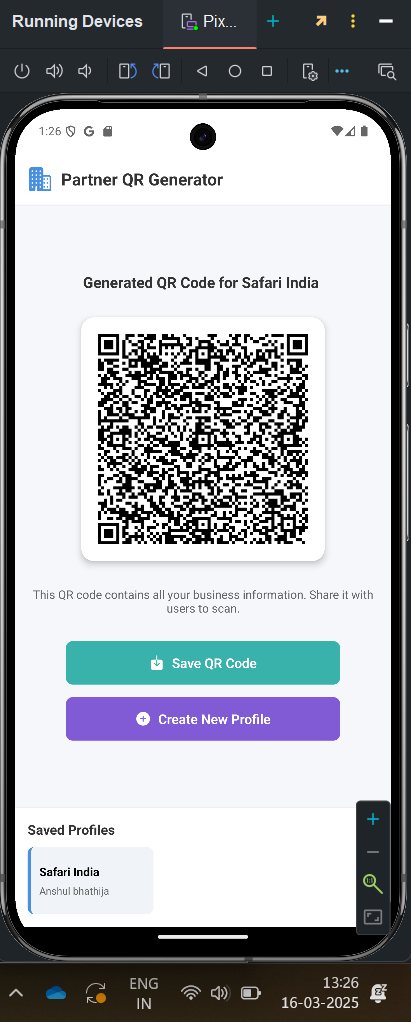 Running Devices
Pix...
1:26
Partner QR Generator
Generated QR Code for Safari India
This QR code contains all your business information. Share it with
users to scan.
Save QR Code
Create New Profile
Saved Profiles
Safari India
Anshul bhathija
1:1
ENG
IN
13:26
16-03-2025